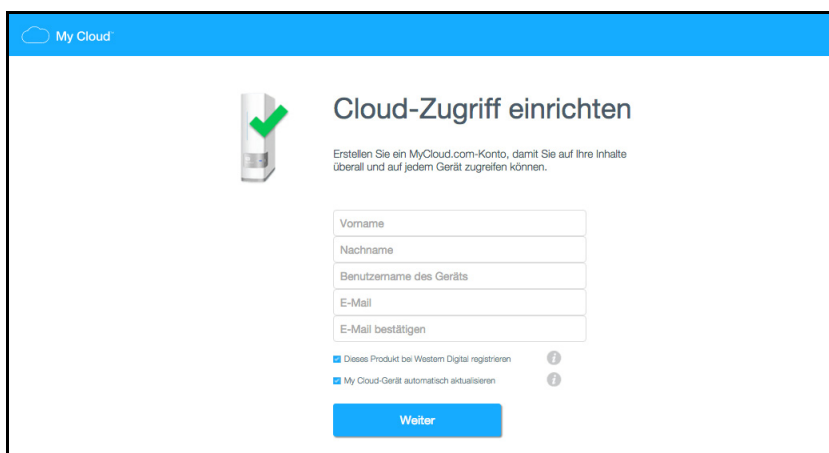 My Cloud™
Cloud-Zugriff einrichten
Erstellen Sie ein MyCloud.com-Konto, damit Sie auf Ihre Inhalte
überall und auf jedem Gerät zugreifen können.
Vorname
Nachname
Benutzername des Geräts
E-Mail
E-Mail bestätigen
Dieses Produkt bei Western Digital registrieren
My Cloud-Gerät automatisch aktualisieren
Weiter